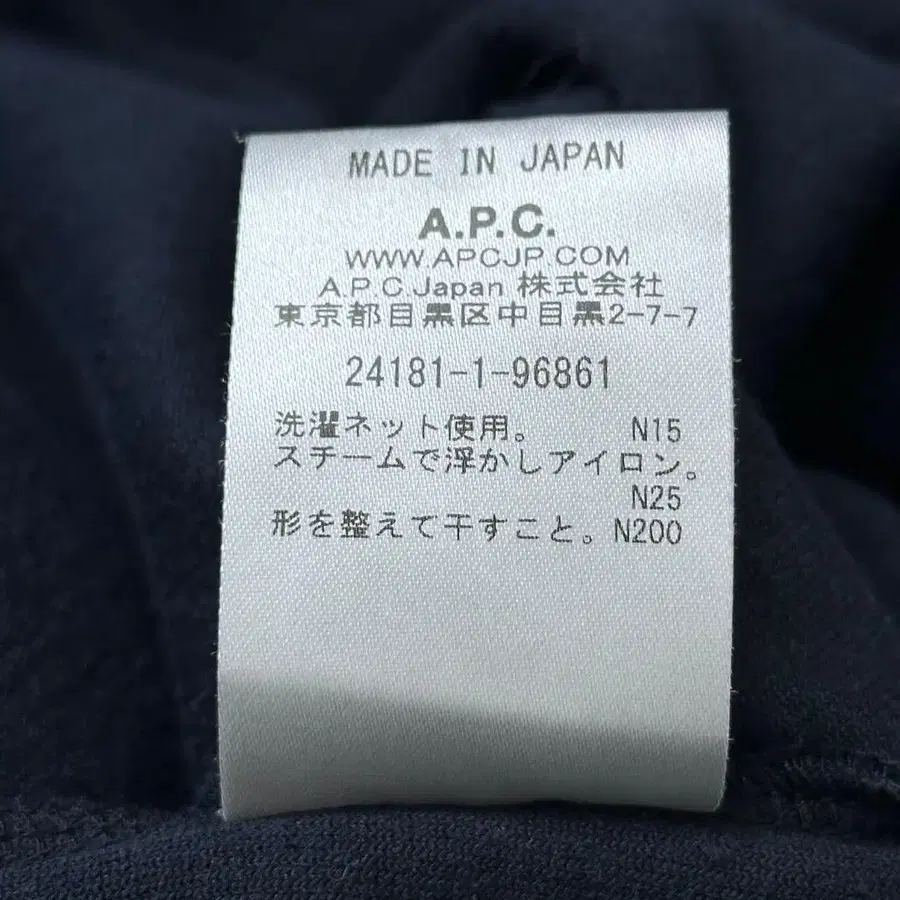 MADE IN JAPAN
A.P.C.
WWW.APCJP.COM
A.P.C.Japan 株式会社
東京都目黒区中目黒2-7-7
24181-1-96861
洗濯ネット使用。 N15
スチームで浮かしアイロン。
N25
形を整えて干すこと。N200